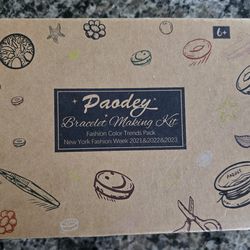 6+
Paodey
Bracelet Making Kit
Fashion Color Trends Pack
New York Fashion Week 2021&2022&2023